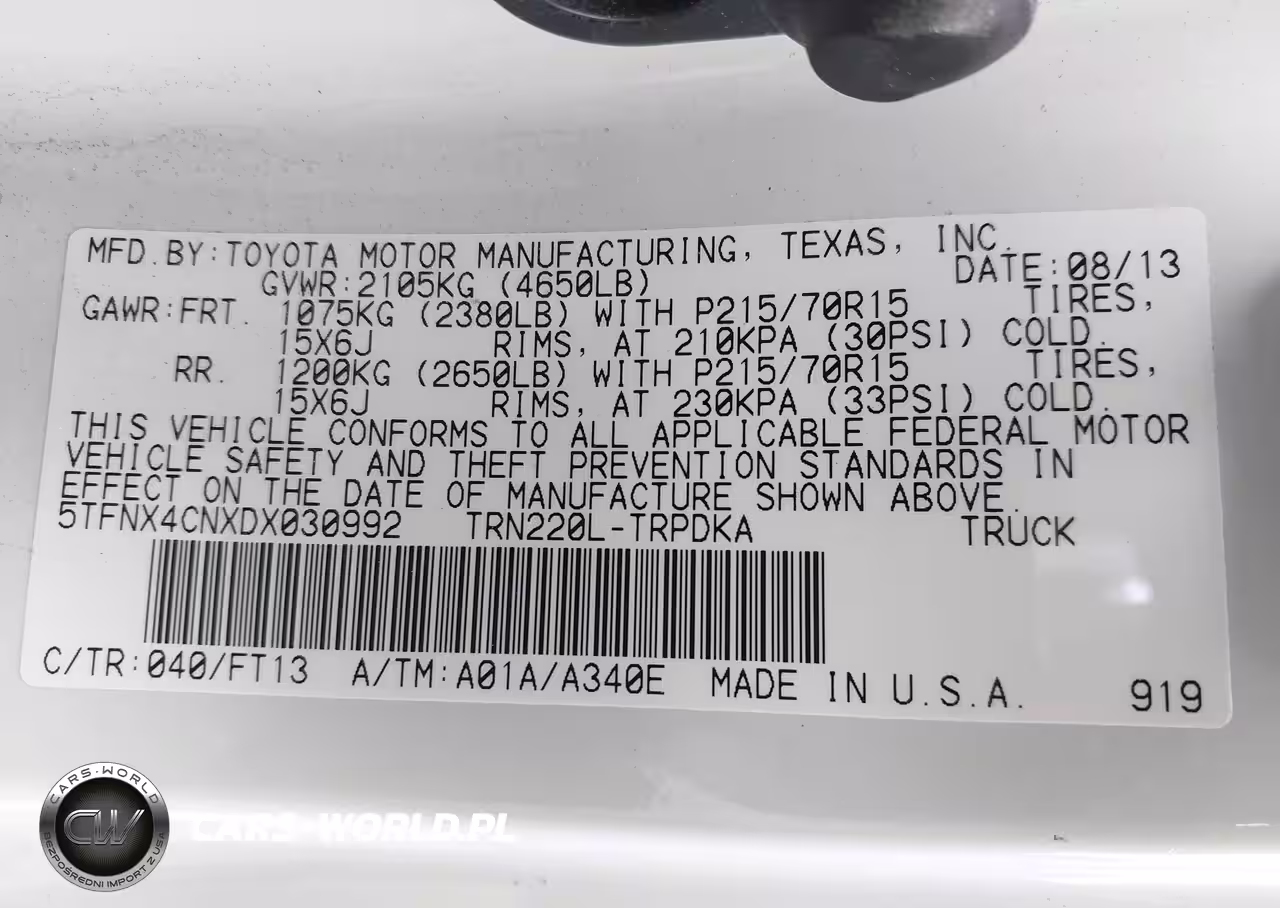 MFD. BY: TOYOTA MOTOR MANUFACTURING, TEXAS, INC.
GVWR: 2105KG (4650LB) DATE: 08/13
GAWR: FRT. 1075KG (2380LB) WITH P215/70R15 TIRES,
15X6J RIMS, AT 210KPA (30PSI) COLD.
RR. 1200KG (2650LB) WITH P215/70R15 TIRES,
15X6J RIMS, AT 230KPA (33PSI) COLD.
THIS VEHICLE CONFORMS TO ALL APPLICABLE FEDERAL MOTOR
VEHICLE SAFETY AND THEFT PREVENTION STANDARDS IN
EFFECT ON THE DATE OF MANUFACTURE SHOWN ABOVE.
5TFNX4CNXDX030992 TRN220L-TRPDKA TRUCK
C/TR: 040/FT13 A/TM: A01A/A340E MADE IN U.S.A. 919
CARS-WORLD
CW
BEZPOŚREDNI IMPORT Z USA
CARS-WORLD.PL